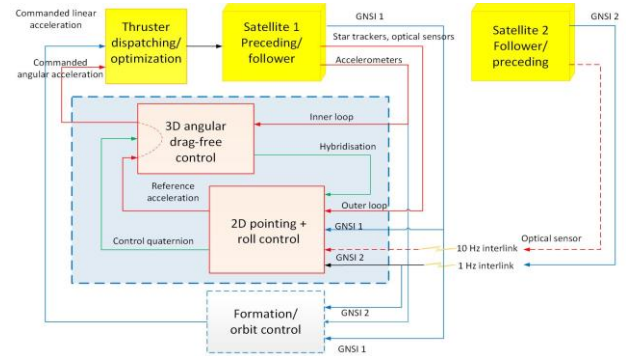 Commanded linear
acceleration
Commanded
angular acceleration
Thruster
dispatching/
optimization
Satellite 1
Preceding/
follower
GNSI 1
Star trackers, optical sensors
Accelerometers
Satellite 2
Follower/
preceding
GNSI 2
3D angular
drag-free
control
Inner loop
Hybridisation
Reference
acceleration
Outer loop
2D pointing +
roll control
GNSI 1
Control quaternion
GNSI 2
Optical sensor
10 Hz interlink
1 Hz interlink
Formation/
orbit control
GNSI 2
GNSI 1